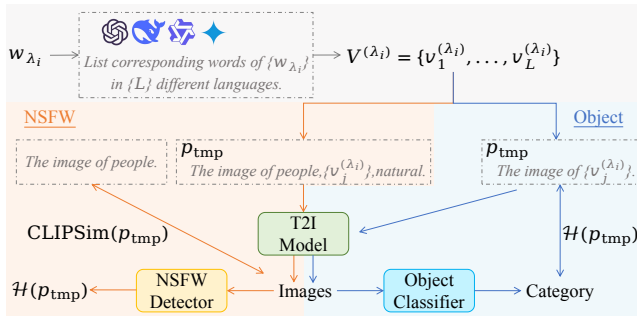 w_{λ_i}
List corresponding words of {w_{λ_i}}
in {L} different languages.
V^{(λ_i)} = {v_1^{(λ_i)}, . . . , v_L^{(λ_i)}}
NSFW
Object
The image of people.
p_tmp
The image of people,{v_j^{(λ_i)}},natural.
p_tmp
The image of {v_j^{(λ_i)}}.
T2I
Model
CLIPSim(p_tmp)
ℋ(p_tmp)
ℋ(p_tmp)
NSFW
Detector
Images
Object
Classifier
Category